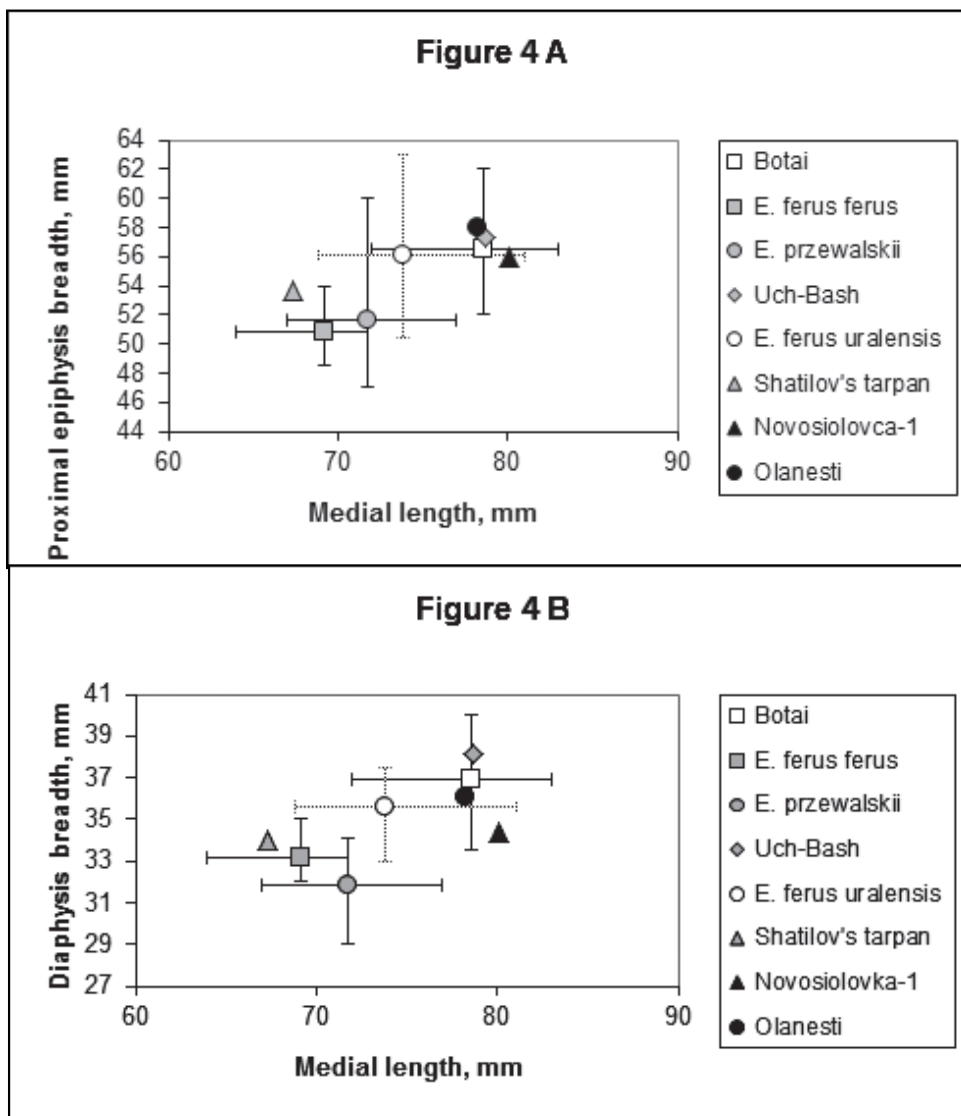 Figure 4 A
Proximal epiphysis breadth, mm
64
62
60
58
56
54
52
50
48
46
44
60
70
80
90
Medial length, mm
Botai
E. ferus ferus
E. przewalskii
Uch-Bash
E. ferus uralensis
Shatilov's tarpan
Novosiolovca-1
Olanesti
Figure 4 B
Diaphysis breadth, mm
41
39
37
35
33
31
29
27
60
70
80
90
Medial length, mm
Botai
E. ferus ferus
E. przewalskii
Uch-Bash
E. ferus uralensis
Shatilov's tarpan
Novosiolovka-1
Olanesti